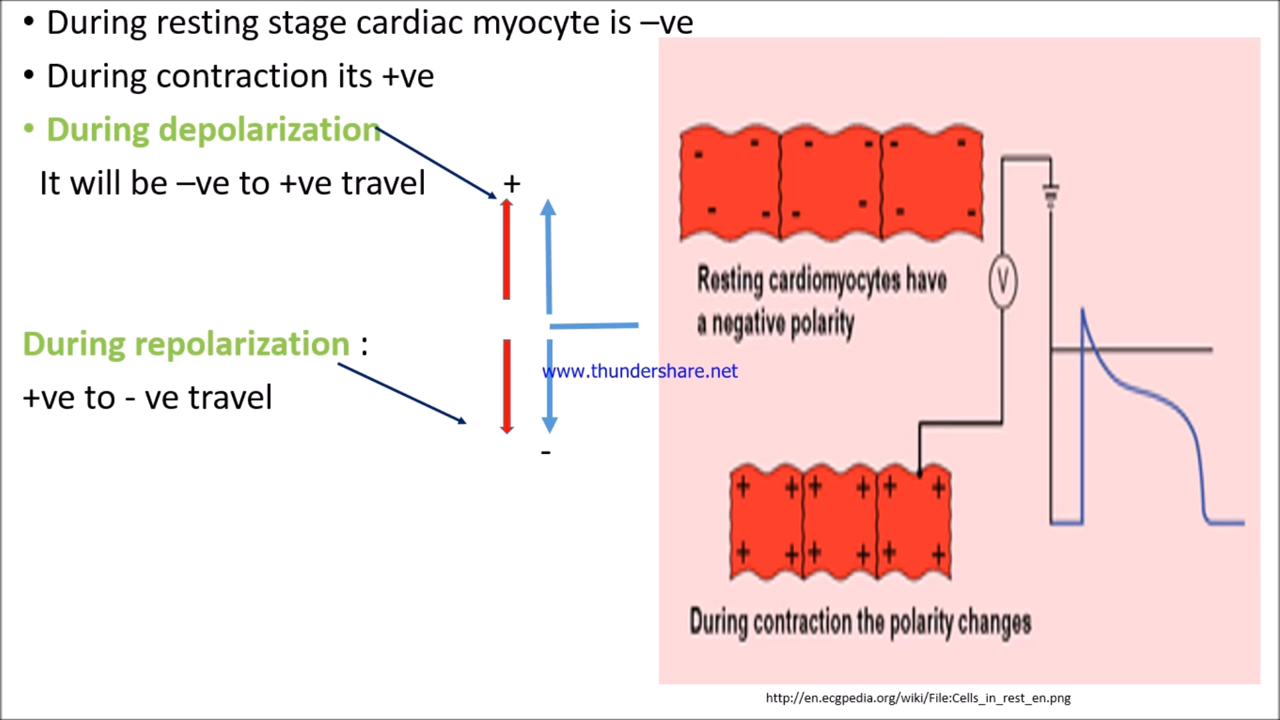 • During resting stage cardiac myocyte is –ve
• During contraction its +ve
• During depolarization
It will be –ve to +ve travel
+
During repolarization :
+ve to - ve travel
-
www.thundershare.net
- - - - - -
- - - - - -
Resting cardiomyocytes have
a negative polarity
V
+ + + + + +
+ + + + + +
During contraction the polarity changes
http://en.ecgpedia.org/wiki/File:Cells_in_rest_en.png